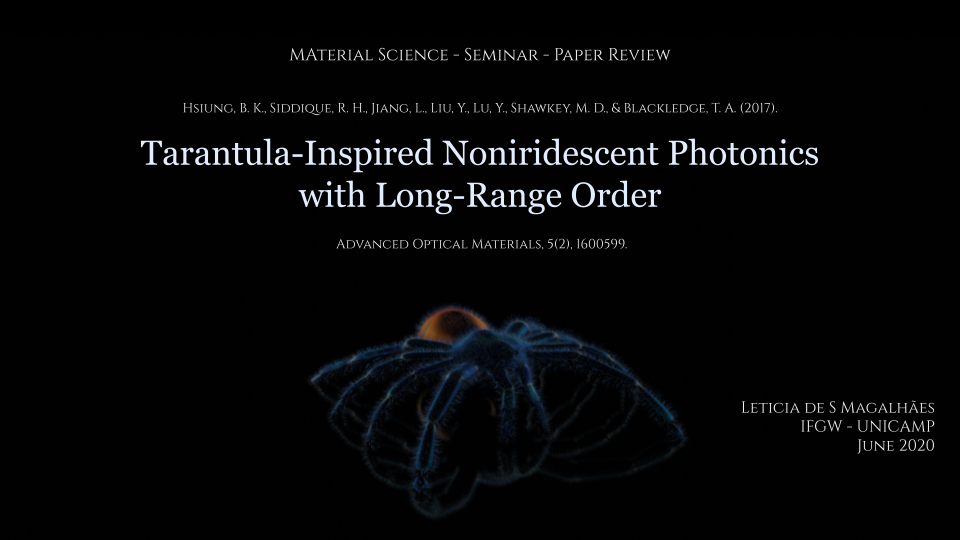 MAterial Science - Seminar - Paper Review
Hsiung, B. K., Siddique, R. H., Jiang, L., Liu, Y., Lu, Y., Shawkey, M. D., & Blackledge, T. A. (2017).
Tarantula-Inspired Noniridescent Photonics
with Long-Range Order
Advanced Optical Materials, 5(2), 1600599.
Leticia de S Magalhães
IFGW - UNICAMP
June 2020